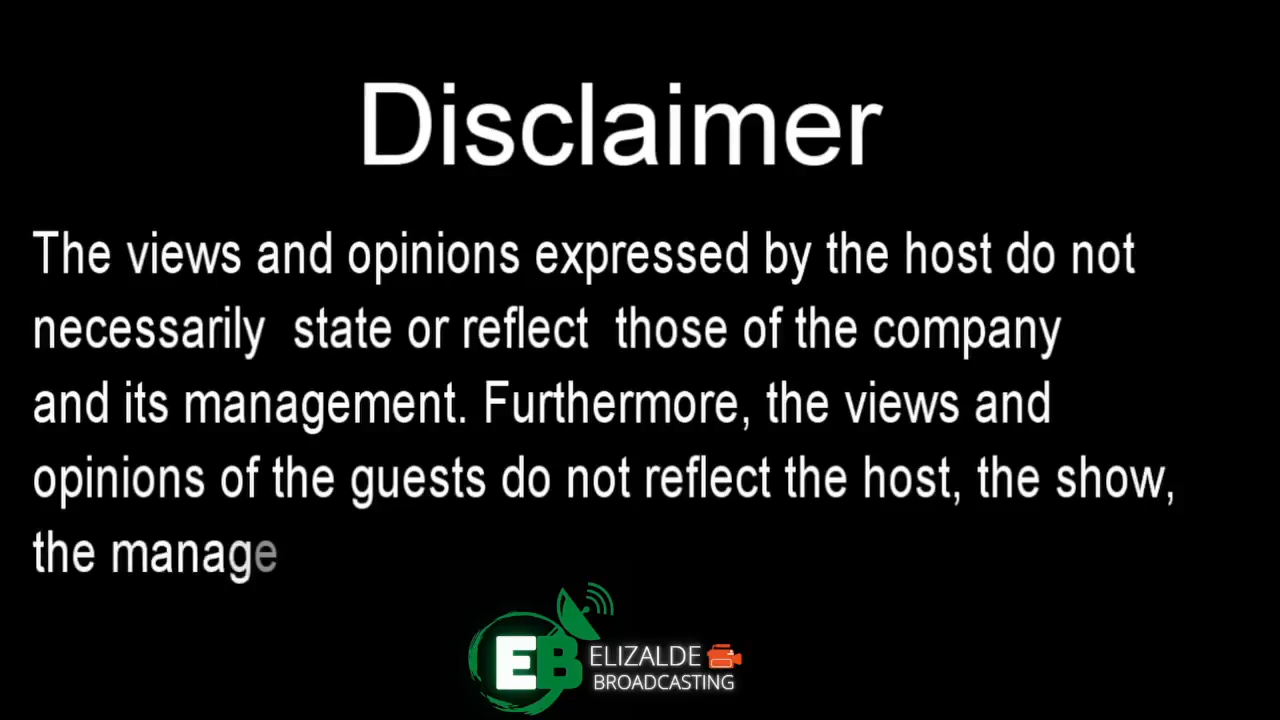 Disclaimer
The views and opinions expressed by the host do not
necessarily  state or reflect  those of the company
and its management. Furthermore, the views and
opinions of the guests do not reflect the host, the show,
the manage
EB ELIZALDE
BROADCASTING